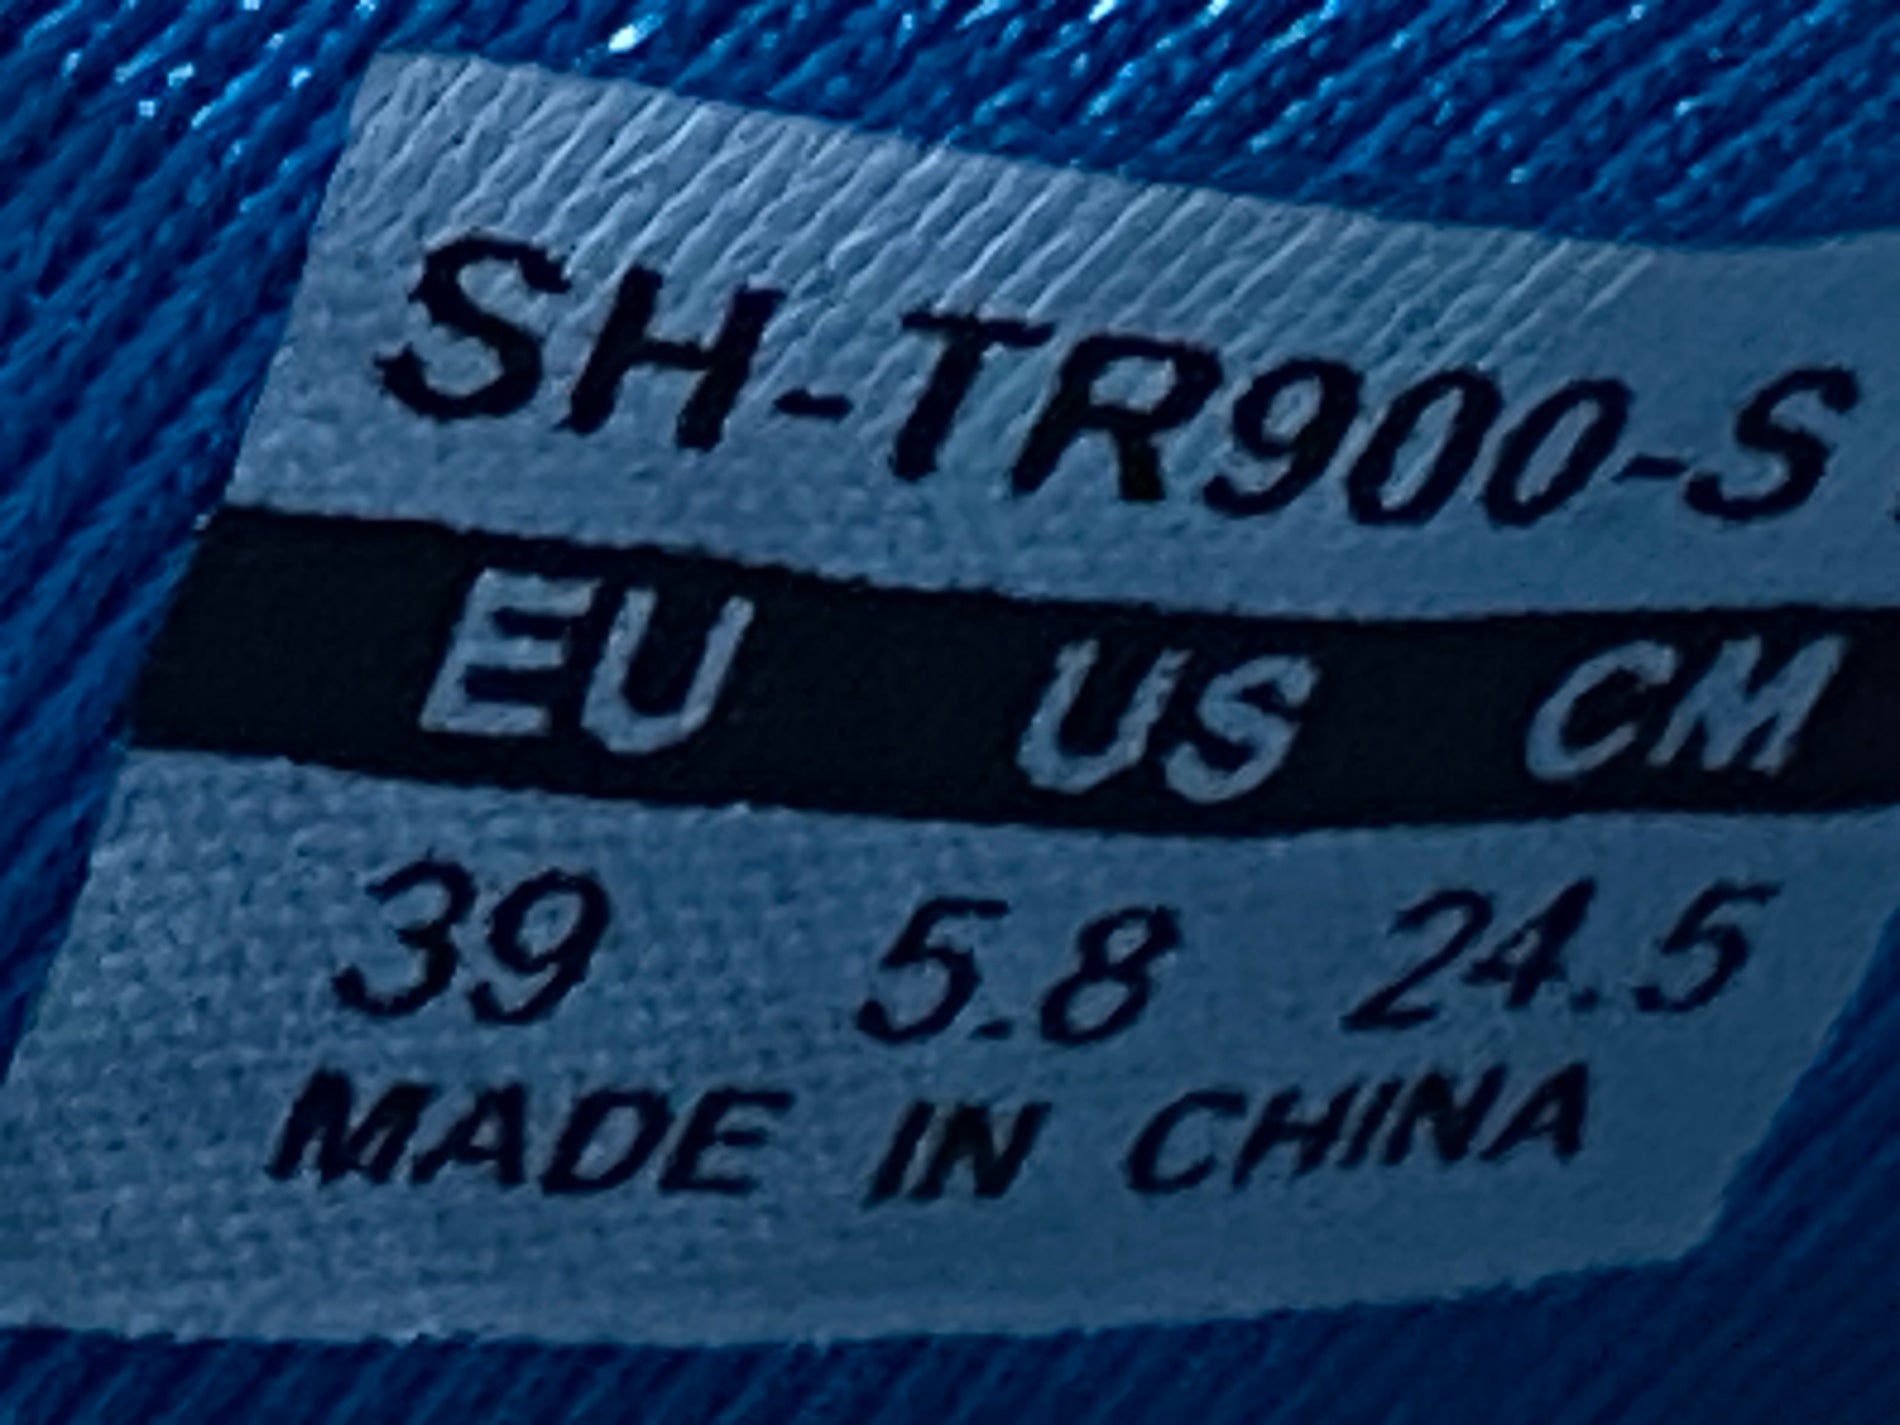 SH-TR900-S
EU US CM
39 5.8 24.5
MADE IN CHINA